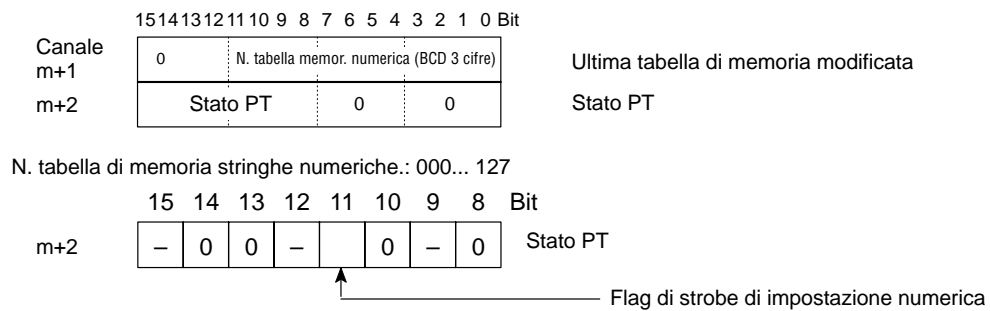 15 14 13 12 11 10 9 8 7 6 5 4 3 2 1 0 Bit
Canale
m+1
0 N. tabella memor. numerica (BCD 3 cifre)
Ultima tabella di memoria modificata
m+2 Stato PT 0 0 Stato PT
N. tabella di memoria stringhe numeriche.: 000... 127
15 14 13 12 11 10 9 8 Bit
m+2 – 0 0 – 0 – 0 Stato PT
Flag di strobe di impostazione numerica